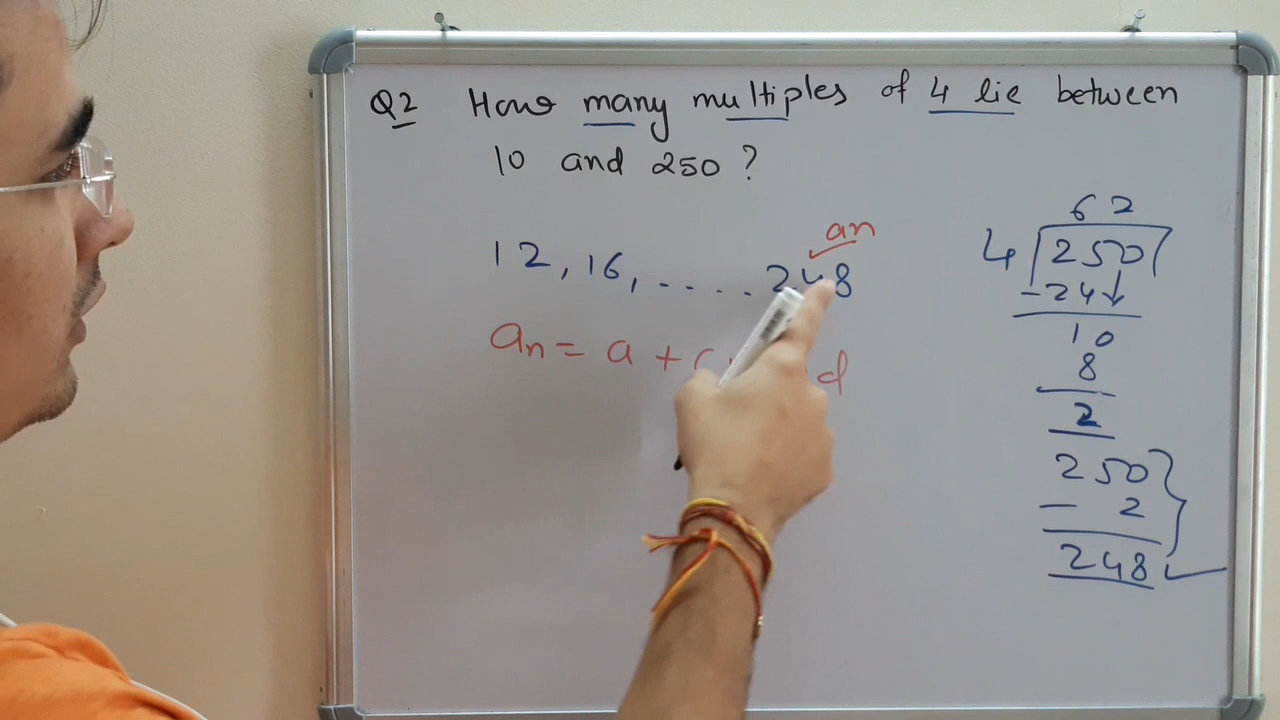 Q2 How many multiples of 4 lie between
10 and 250 ?
12, 16, ..... 248
an
an = a + ( d
62
4 250
- 24 ↓
10
8
2
250
- 2
248